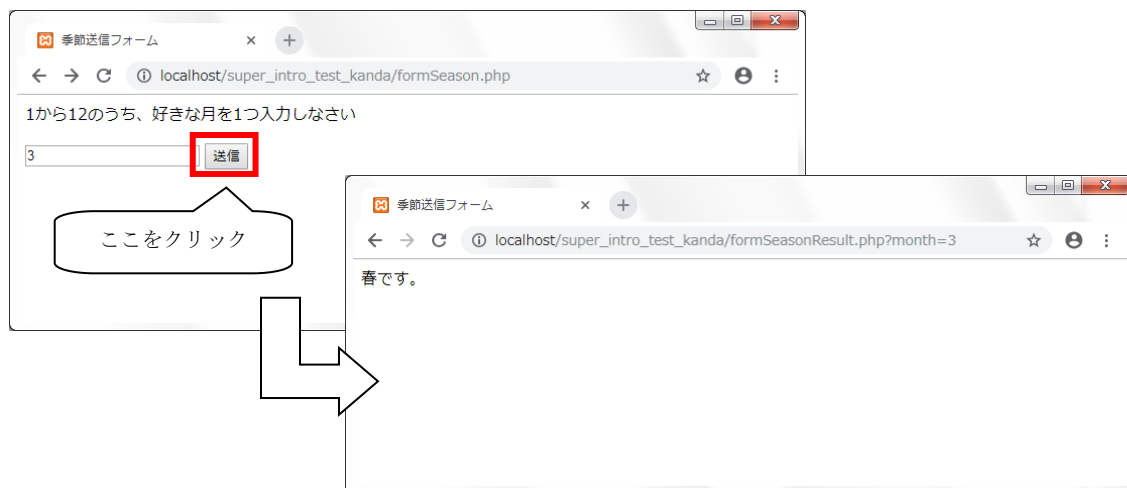 季節送信フォーム
localhost/super_intro_test_kanda/formSeason.php
1から12のうち、好きな月を1つ入力しなさい
3 送信
ここをクリック
季節送信フォーム
localhost/super_intro_test_kanda/formSeasonResult.php?month=3
春です。